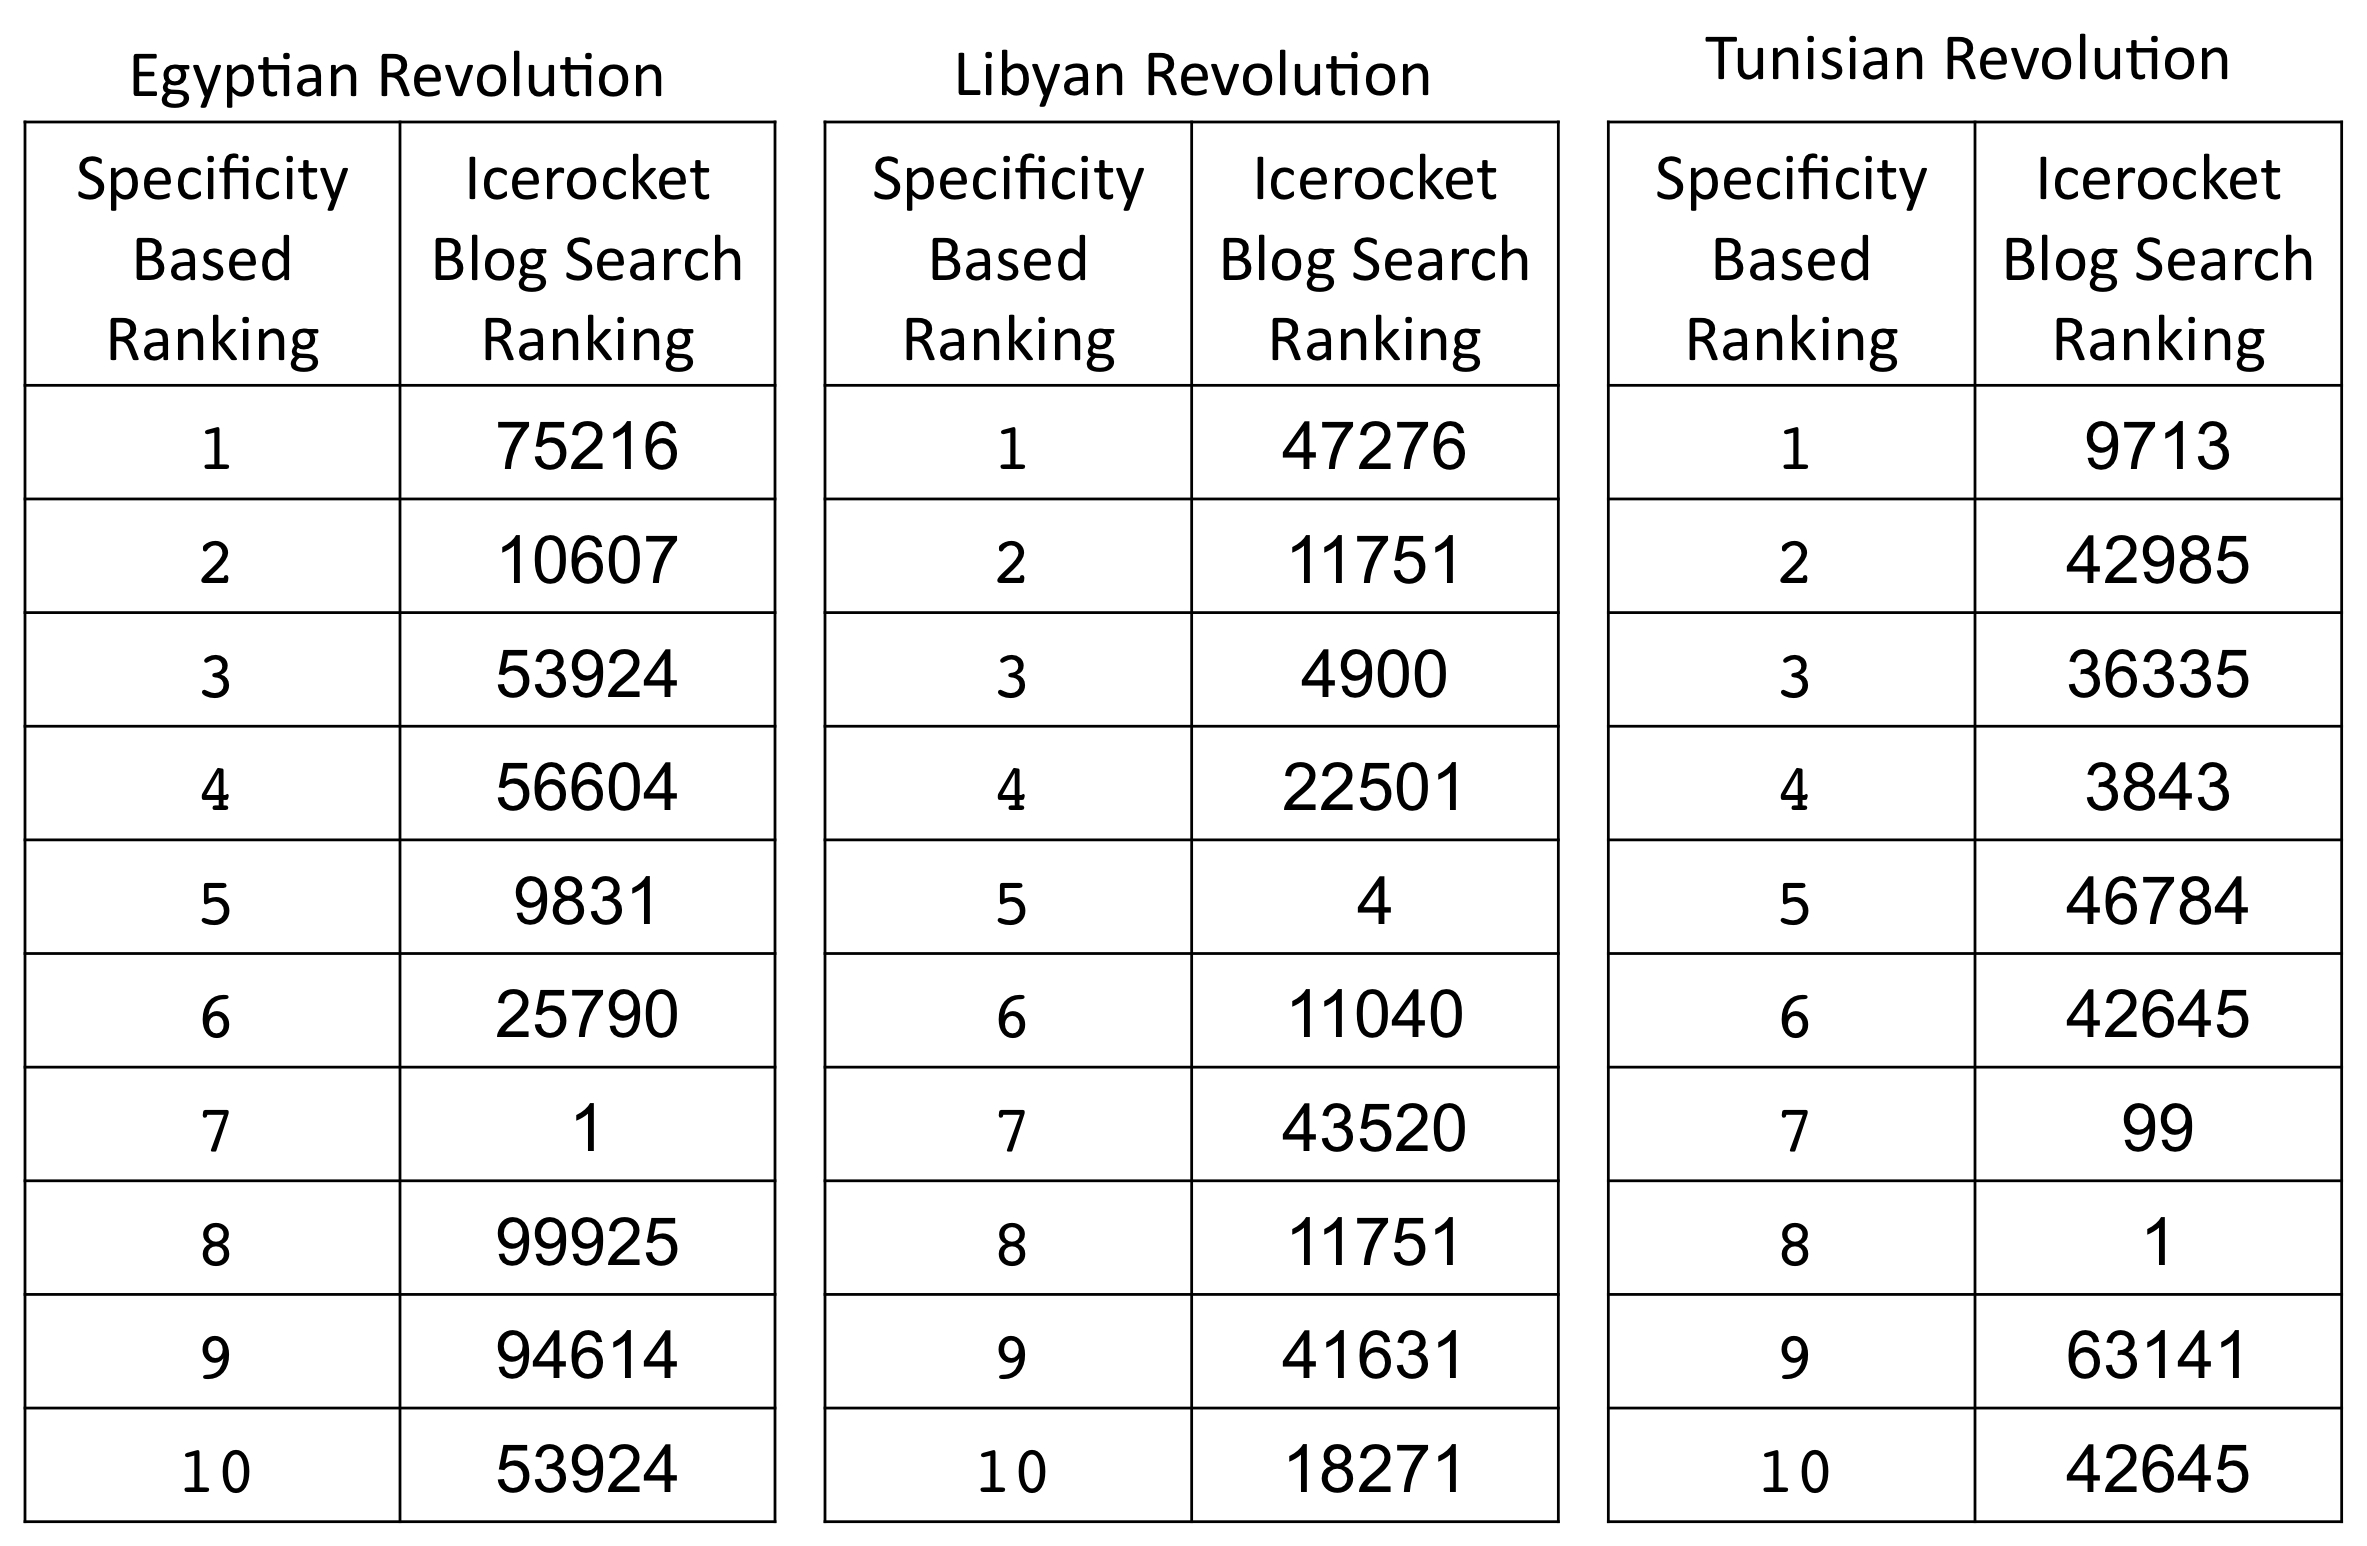 Egyptian Revolution
Specificity
Based
Ranking
Icerocket
Blog Search
Ranking
1 75216
2 10607
3 53924
4 56604
5 9831
6 25790
7 1
8 99925
9 94614
10 53924
Libyan Revolution
Specificity
Based
Ranking
Icerocket
Blog Search
Ranking
1 47276
2 11751
3 4900
4 22501
5 4
6 11040
7 43520
8 11751
9 41631
10 18271
Tunisian Revolution
Specificity
Based
Ranking
Icerocket
Blog Search
Ranking
1 9713
2 42985
3 36335
4 3843
5 46784
6 42645
7 99
8 1
9 63141
10 42645